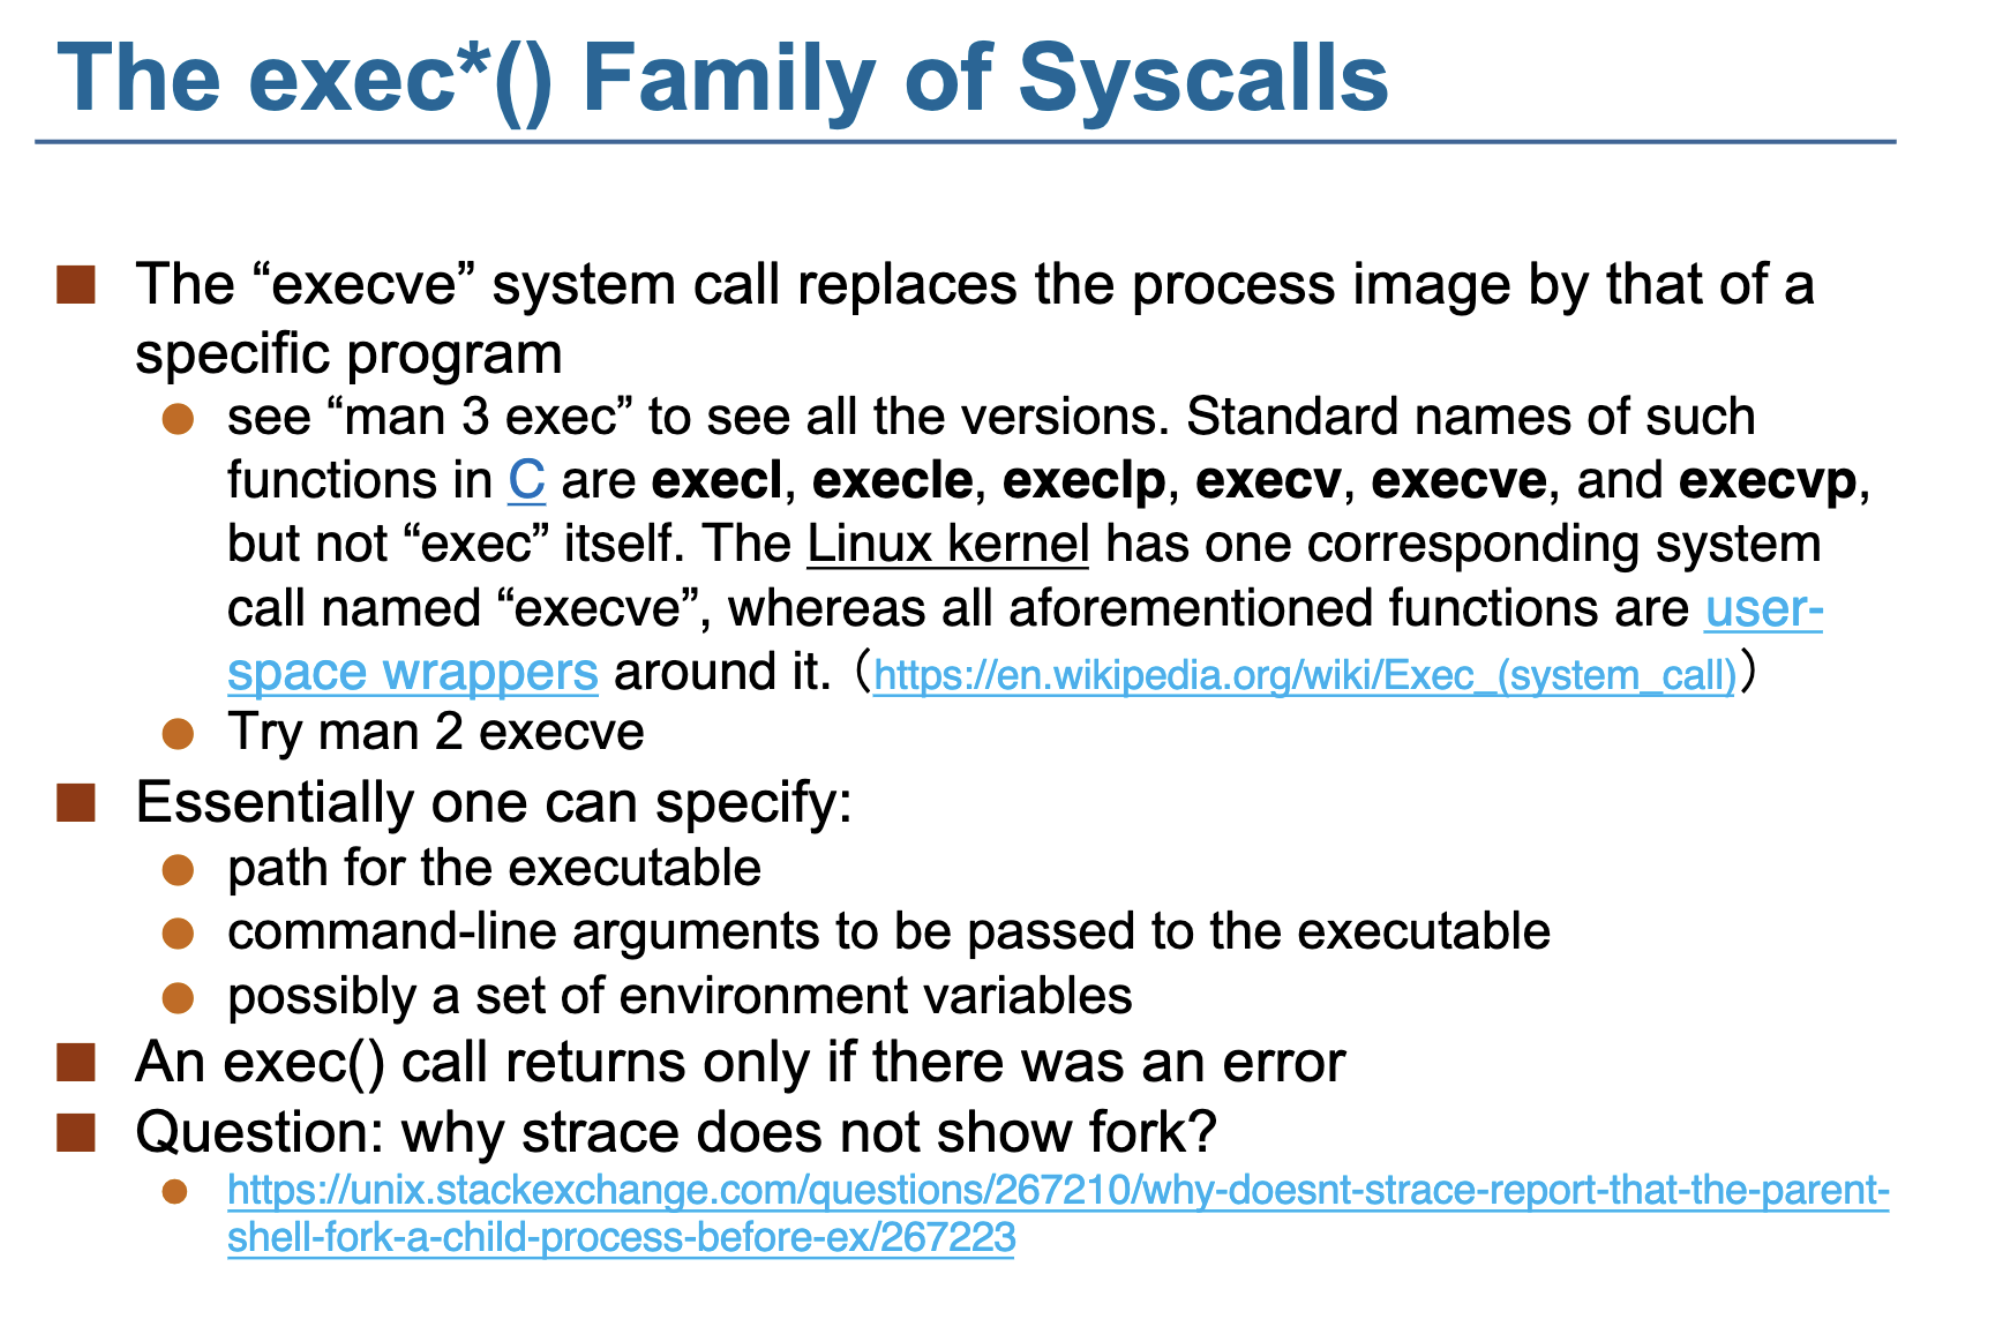 The exec*() Family of Syscalls
The “execve” system call replaces the process image by that of a
specific program
see “man 3 exec” to see all the versions. Standard names of such
functions in C are execl, execle, execlp, execv, execve, and execvp,
but not “exec” itself. The Linux kernel has one corresponding system
call named “execve”, whereas all aforementioned functions are user-
space wrappers around it.（https://en.wikipedia.org/wiki/Exec_(system_call)）
Try man 2 execve
Essentially one can specify:
path for the executable
command-line arguments to be passed to the executable
possibly a set of environment variables
An exec() call returns only if there was an error
Question: why strace does not show fork?
https://unix.stackexchange.com/questions/267210/why-doesnt-strace-report-that-the-parent-
shell-fork-a-child-process-before-ex/267223